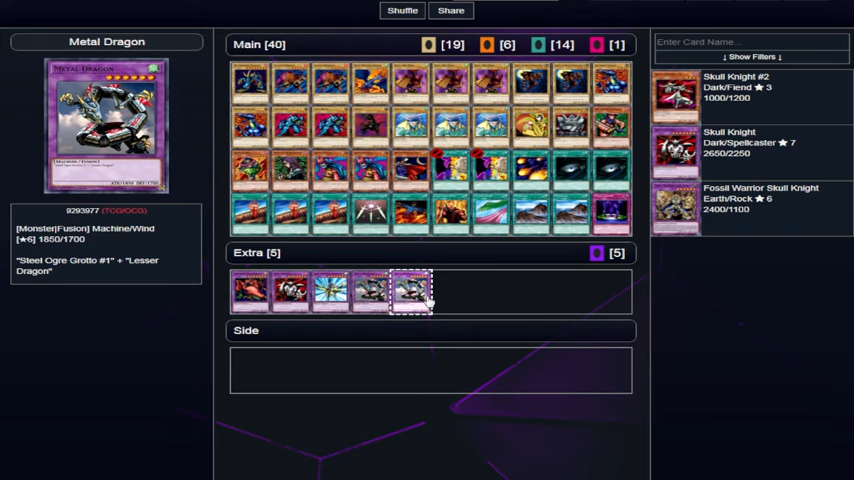 Shuffle
Share
Metal Dragon
METAL DRAGON
9293977 (TCG/OCG)
[Monster|Fusion] Machine/Wind
[★6] 1850/1700
"Steel Ogre Grotto #1" + "Lesser
Dragon"
Main [40]
[19]
[6]
[14]
[1]
Extra [5]
[5]
Side
Enter Card Name...
↓ Show Filters ↓
Skull Knight #2
Dark/Fiend ★ 3
1000/1200
Skull Knight
Dark/Spellcaster ★ 7
2650/2250
Fossil Warrior Skull Knight
Earth/Rock ★ 6
2400/1100